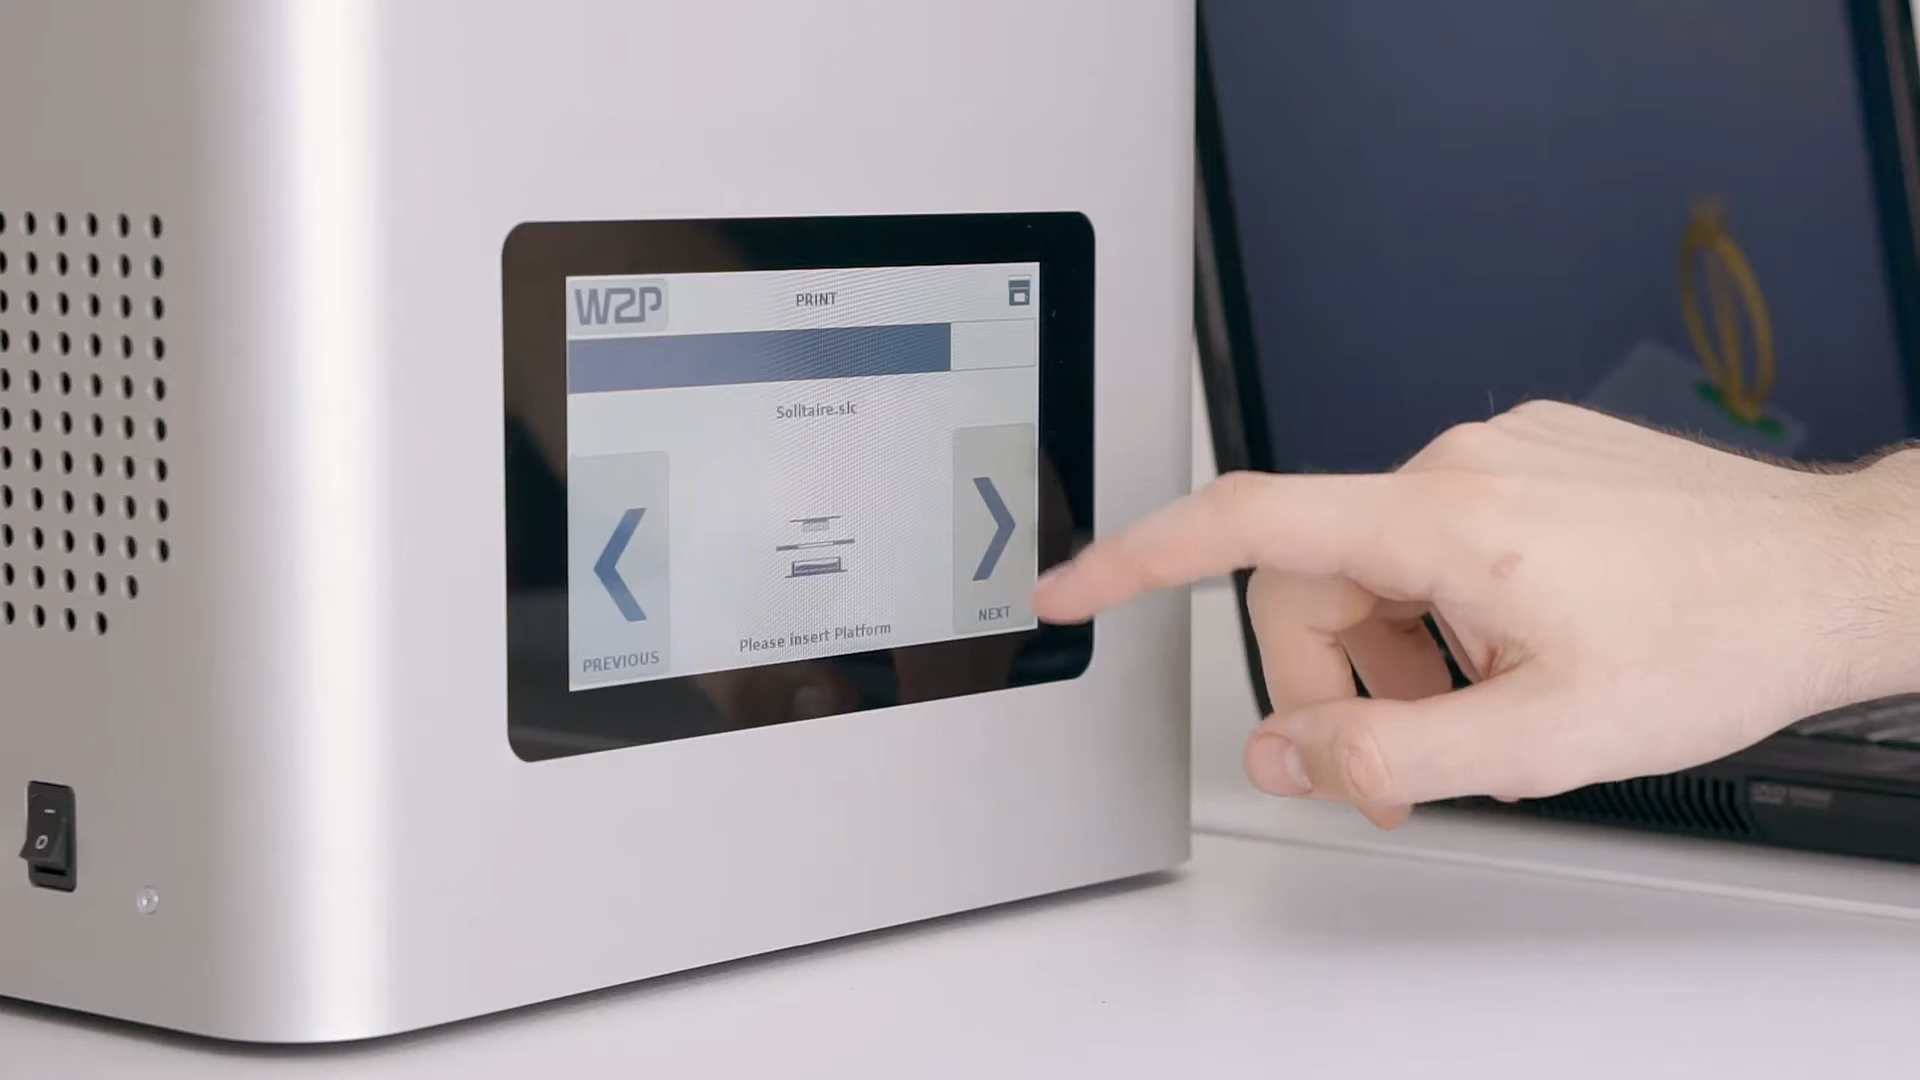 W2P
PRINT
Solitaire.slc
Please insert Platform
PREVIOUS
NEXT